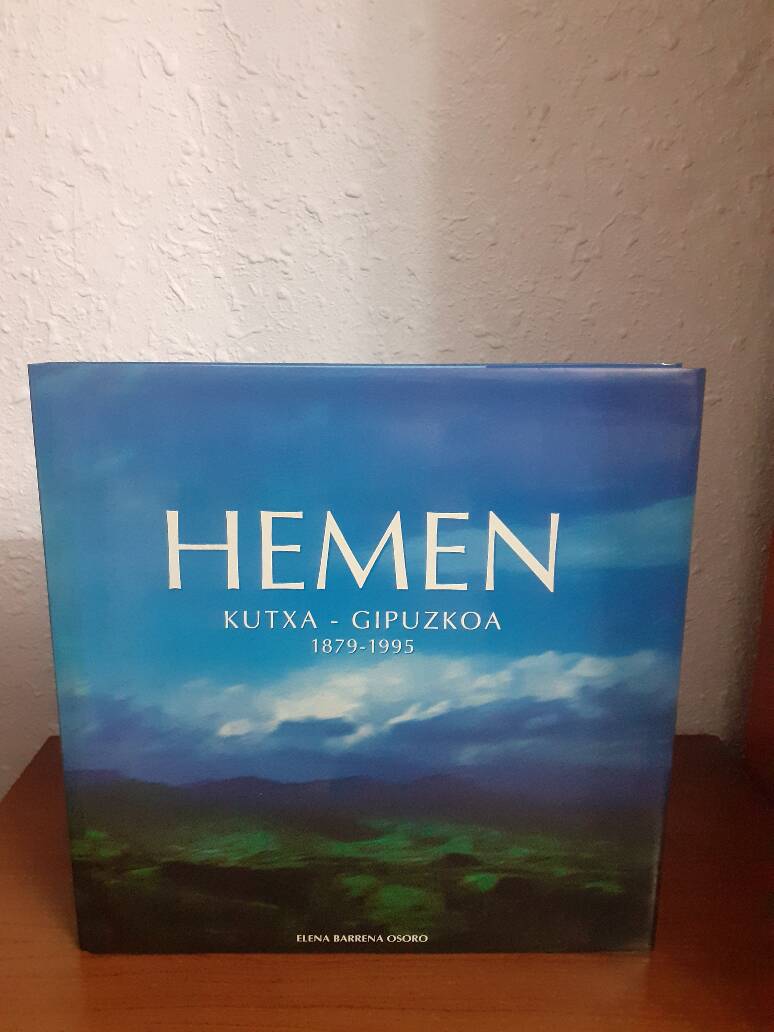 HEMEN
KUTXA - GIPUZKOA
1879-1995
ELENA BARRENA OSORO